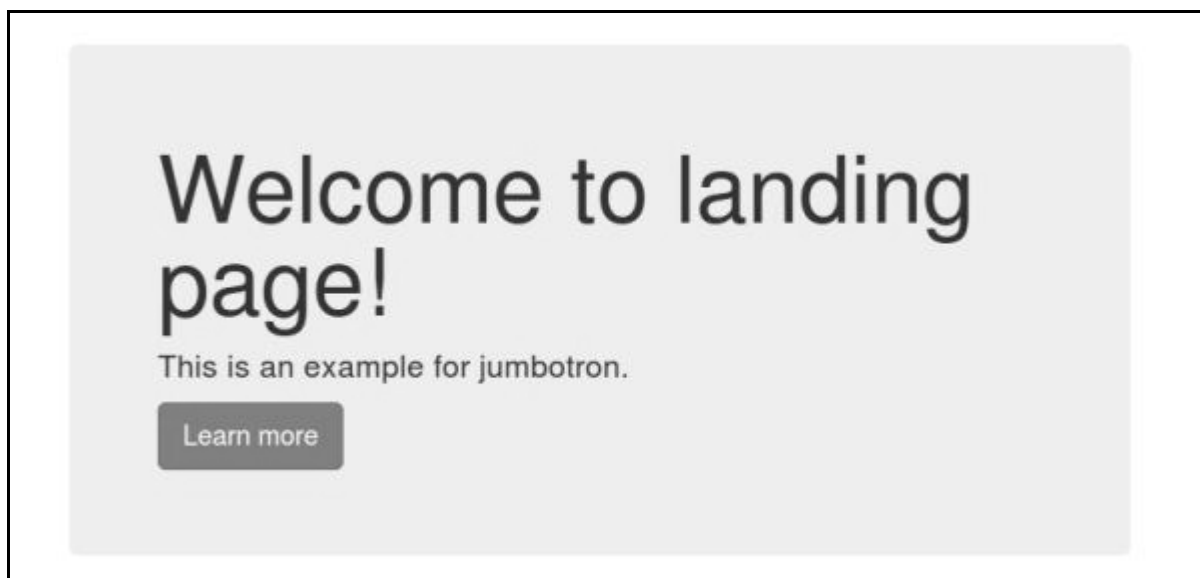 Welcome to landing
page!
This is an example for jumbotron.
Learn more